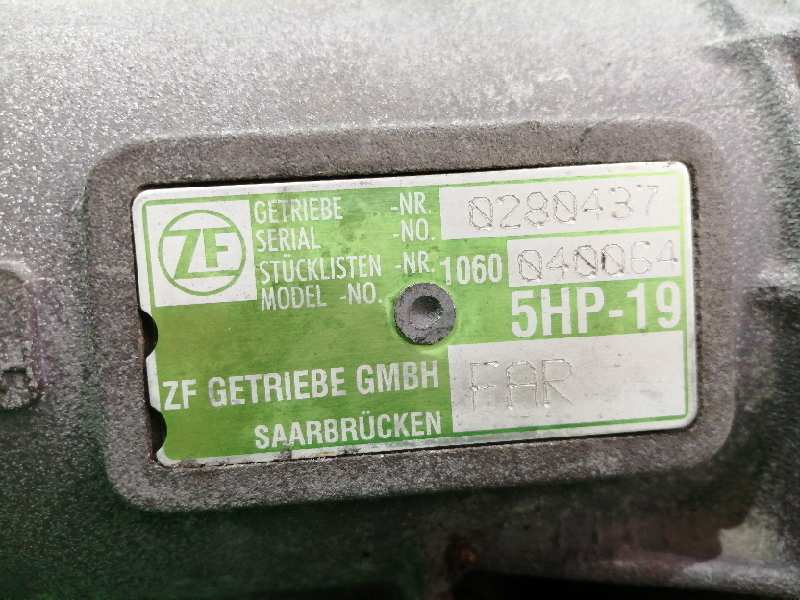 ZF
GETRIEBE -NR. 0280437
SERIAL -NO.
STÜCKLISTEN -NR. 1060 040064
MODEL -NO.
5HP-19
ZF GETRIEBE GMBH FAR
SAARBRÜCKEN